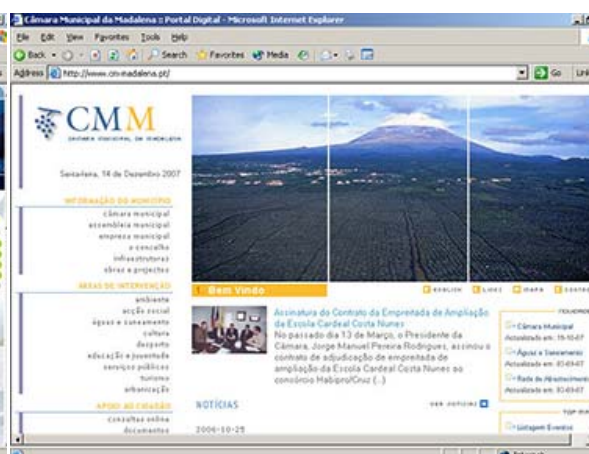 Câmara Municipal da Madalena :: Portal Digital - Microsoft Internet Explorer
File Edit View Favorites Tools Help
Back Search Favorites Media
Address http://www.cm-madalena.pt/ Go
CMM
CÂMARA MUNICIPAL DA MADALENA
Sexta-feira, 14 de Dezembro 2007
INFORMAÇÃO DO MUNICÍPIO
câmara municipal
assembleia municipal
empresa municipal
o concelho
infraestruturas
obras e projectos
ÁREAS DE INTERVENÇÃO
ambiente
acção social
águas e saneamento
cultura
desporto
educação e juventude
serviços públicos
turismo
urbanização
APOIO AO CIDADÃO
consultas online
documentos
! Bem Vindo
ENGLISH LINKS MAPA
Assinatura do Contrato da Empreitada de Ampliação
da Escola Cardeal Costa Nunes
No passado dia 13 de Março, o Presidente da
Câmara, Jorge Manuel Pereira Rodrigues, assinou o
contrato de adjudicação de empreitada de
ampliação da Escola Cardeal Costa Nunes ao
consórcio Habipro/Cruz (...)
NOTÍCIAS
VER NOTÍCIAS
2006-10-25
Câmara Municipal
Actualizado em: 19-10-07
Águas e Saneamento
Actualizado em: 03-09-07
Rede de Abastecimento
Actualizado em: 03-09-07
Listagem Eventos
Internet